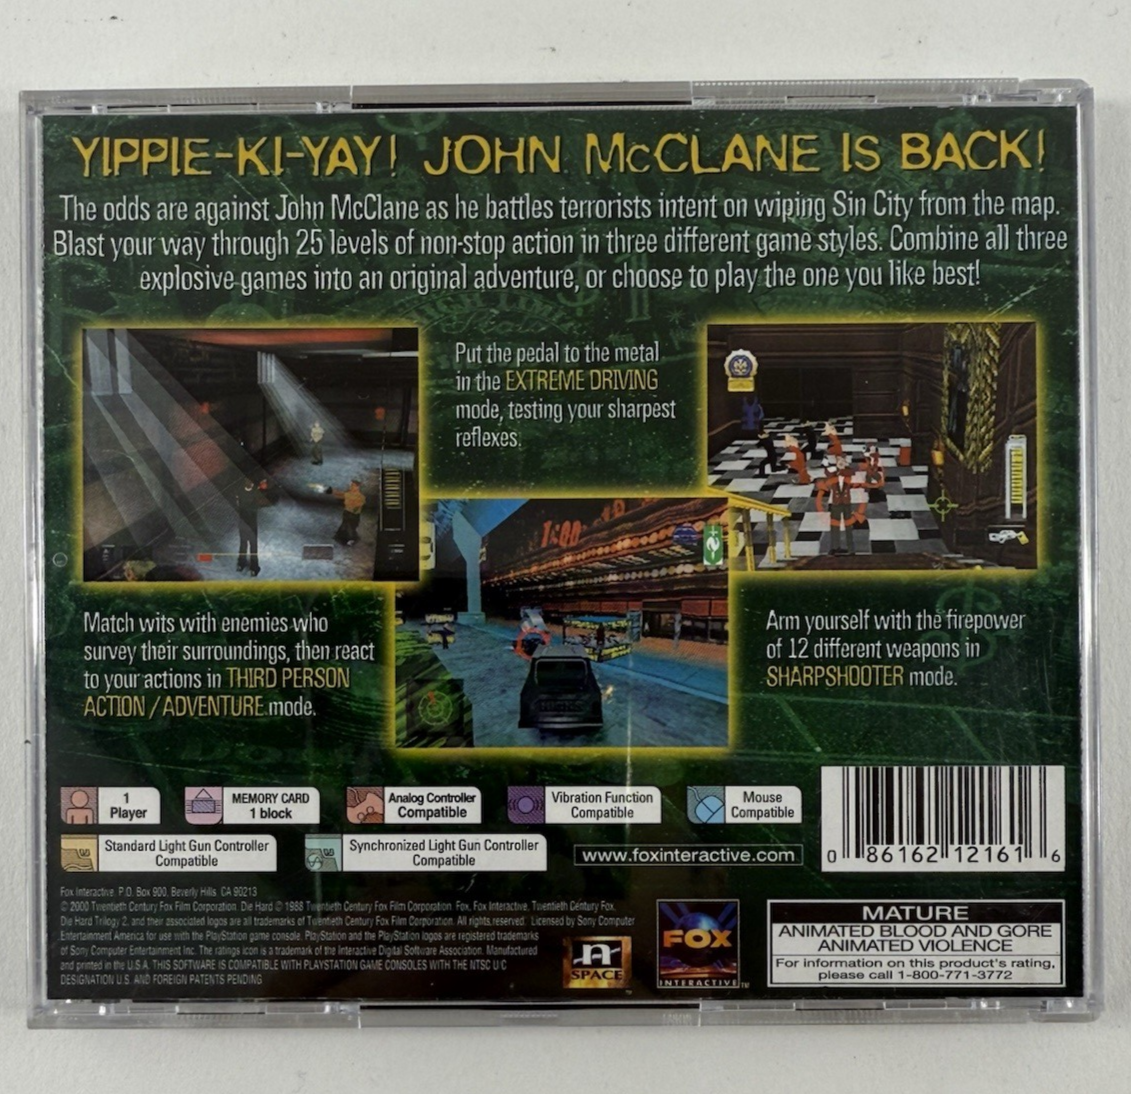 YIPPIE-KI-YAY! JOHN McCLANE IS BACK!
The odds are against John McClane as he battles terrorists intent on wiping Sin City from the map.
Blast your way through 25 levels of non-stop action in three different game styles. Combine all three
explosive games into an original adventure, or choose to play the one you like best!
Put the pedal to the metal
in the EXTREME DRIVING
mode, testing your sharpest
reflexes.
1:00
Match wits with enemies who
survey their surroundings, then react
to your actions in THIRD PERSON
ACTION / ADVENTURE mode.
Arm yourself with the firepower
of 12 different weapons in
SHARPSHOOTER mode.
1
Player
MEMORY CARD
1 block
Analog Controller
Compatible
Vibration Function
Compatible
Mouse
Compatible
Standard Light Gun Controller
Compatible
Synchronized Light Gun Controller
Compatible
www.foxinteractive.com
0 86162 12161 6
Fox Interactive, P.O. Box 900, Beverly Hills, CA 90213
© 2000 Twentieth Century Fox Film Corporation. Die Hard © 1988 Twentieth Century Fox Film Corporation. Fox, Fox Interactive, Twentieth Century Fox,
Die Hard Trilogy 2, and their associated logos are all trademarks of Twentieth Century Fox Film Corporation. All rights reserved. Licensed by Sony Computer
Entertainment America for use with the PlayStation game console. PlayStation and the PlayStation logos are registered trademarks
of Sony Computer Entertainment Inc. The ratings icon is a trademark of the Interactive Digital Software Association. Manufactured
and printed in the U.S.A. THIS SOFTWARE IS COMPATIBLE WITH PLAYSTATION GAME CONSOLES WITH THE NTSC U/C
DESIGNATION U.S. AND FOREIGN PATENTS PENDING
n
SPACE
™
FOX
INTERACTIVE™
MATURE
ANIMATED BLOOD AND GORE
ANIMATED VIOLENCE
For information on this product's rating,
please call 1-800-771-3772